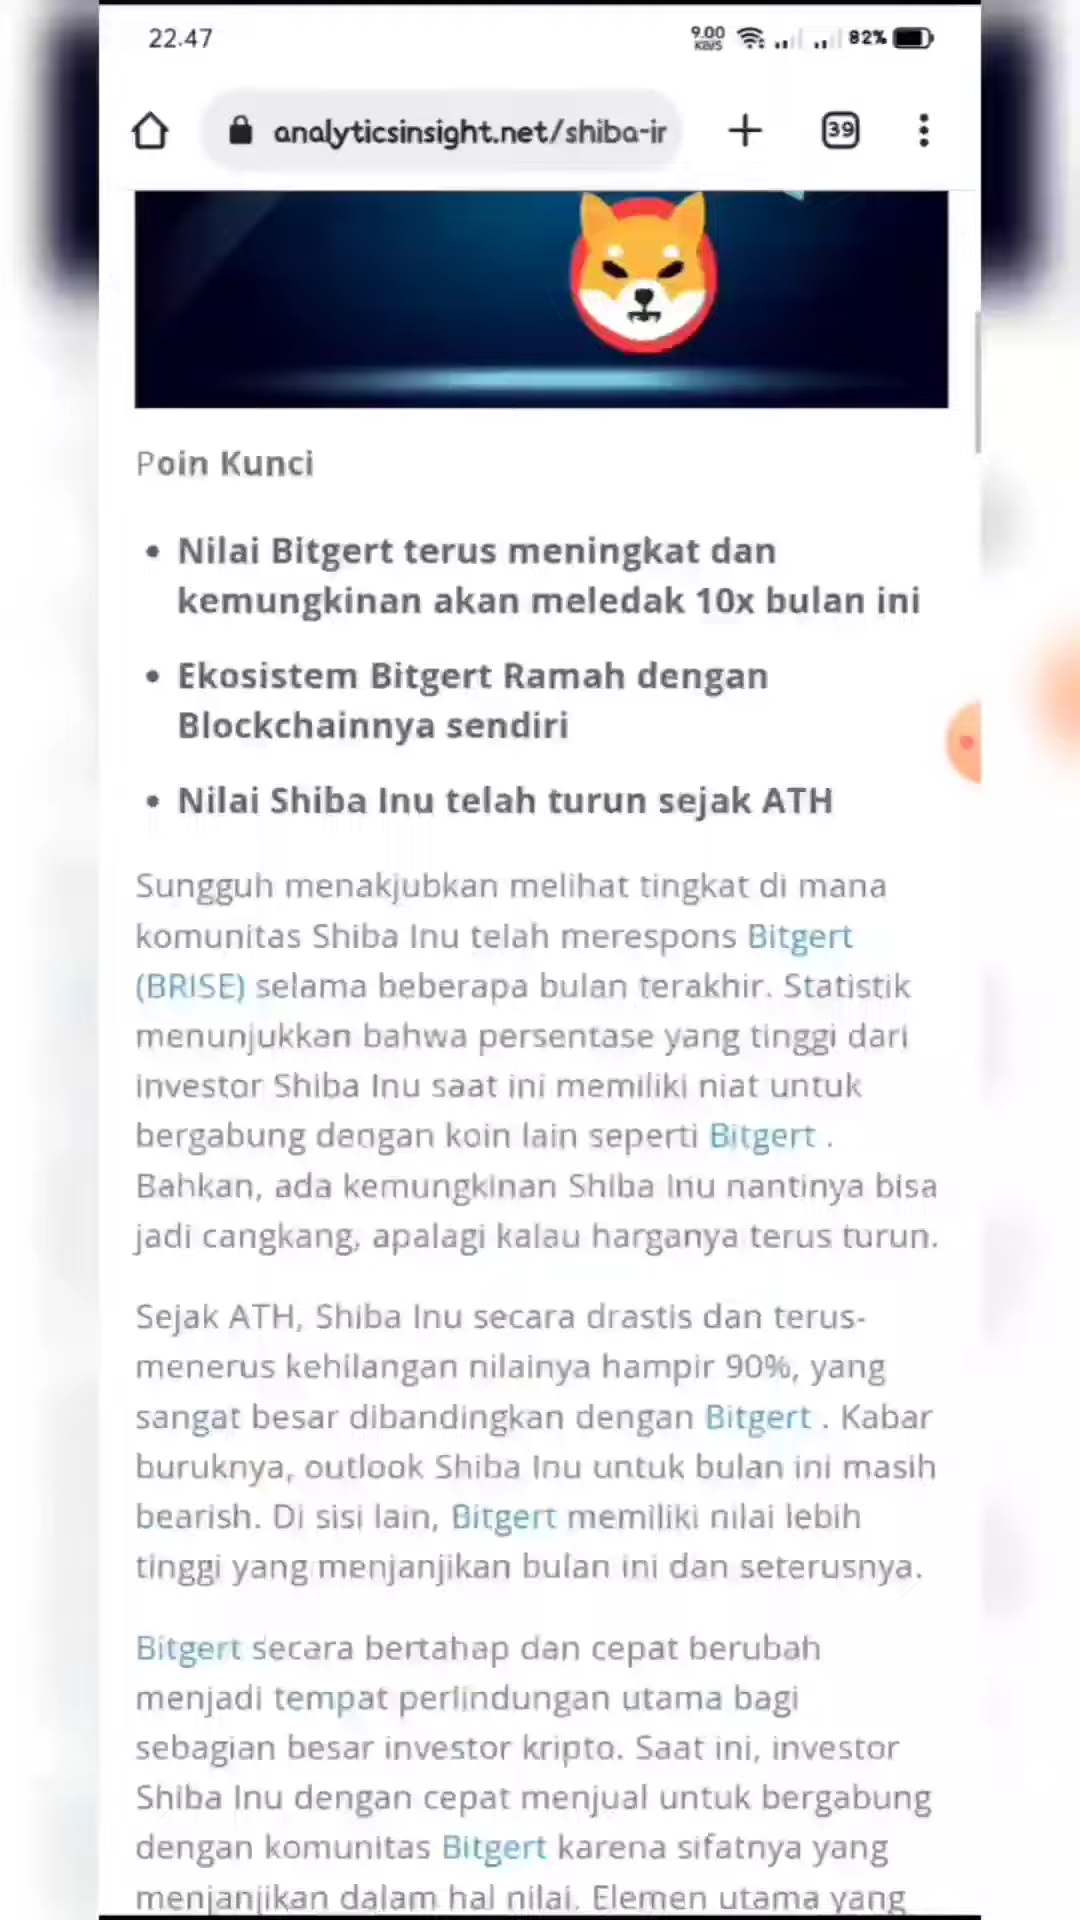 22.47
9.00
KB/S
82%
analyticsinsight.net/shiba-ir
39
Poin Kunci
• Nilai Bitgert terus meningkat dan
kemungkinan akan meledak 10x bulan ini
• Ekosistem Bitgert Ramah dengan
Blockchainnya sendiri
• Nilai Shiba Inu telah turun sejak ATH
Sungguh menakjubkan melihat tingkat di mana
komunitas Shiba Inu telah merespons Bitgert
(BRISE) selama beberapa bulan terakhir. Statistik
menunjukkan bahwa persentase yang tinggi dari
investor Shiba Inu saat ini memiliki niat untuk
bergabung dengan koin lain seperti Bitgert .
Bahkan, ada kemungkinan Shiba Inu nantinya bisa
jadi cangkang, apalagi kalau harganya terus turun.
Sejak ATH, Shiba Inu secara drastis dan terus-
menerus kehilangan nilainya hampir 90%, yang
sangat besar dibandingkan dengan Bitgert . Kabar
buruknya, outlook Shiba Inu untuk bulan ini masih
bearish. Di sisi lain, Bitgert memiliki nilai lebih
tinggi yang menjanjikan bulan ini dan seterusnya.
Bitgert secara bertahap dan cepat berubah
menjadi tempat perlindungan utama bagi
sebagian besar investor kripto. Saat ini, investor
Shiba Inu dengan cepat menjual untuk bergabung
dengan komunitas Bitgert karena sifatnya yang
menjanjikan dalam hal nilai. Elemen utama yang